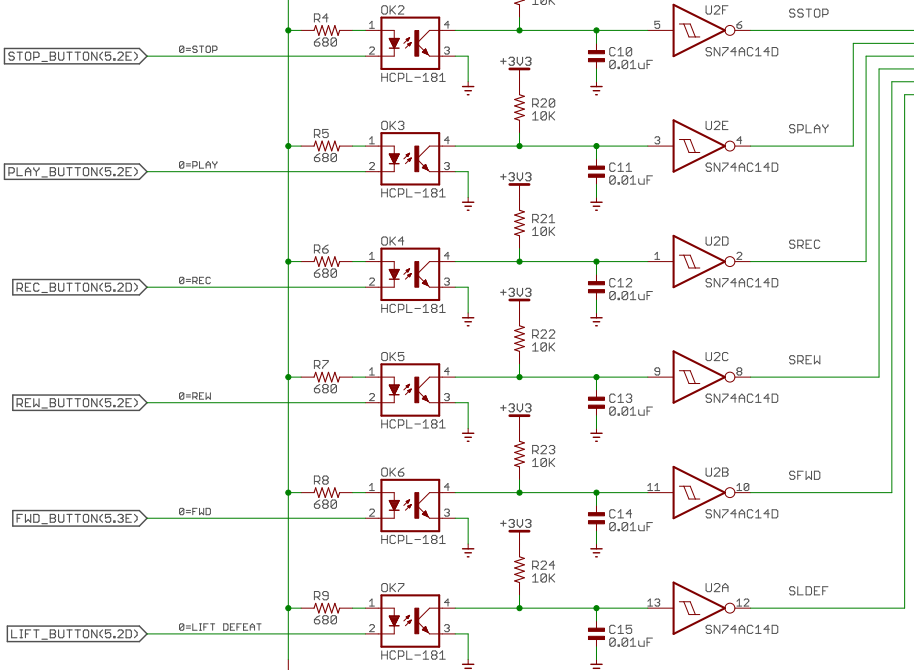 10K
OK2
U2F
SSTOP
R4
680
1
4
5
6
STOP_BUTTON(5.2E)
0=STOP
2
3
HCPL-181
C10
0.01uF
SN74AC14D
+3V3
R20
10K
OK3
U2E
SPLAY
R5
680
1
4
3
4
PLAY_BUTTON(5.2E)
0=PLAY
2
3
HCPL-181
C11
0.01uF
SN74AC14D
+3V3
R21
10K
OK4
U2D
SREC
R6
680
1
4
1
2
REC_BUTTON(5.2D)
0=REC
2
3
HCPL-181
C12
0.01uF
SN74AC14D
+3V3
R22
10K
OK5
U2C
SREW
R7
680
1
4
9
8
REW_BUTTON(5.2E)
0=REW
2
3
HCPL-181
C13
0.01uF
SN74AC14D
+3V3
R23
10K
OK6
U2B
SFWD
R8
680
1
4
11
10
FWD_BUTTON(5.3E)
0=FWD
2
3
HCPL-181
C14
0.01uF
SN74AC14D
+3V3
R24
10K
OK7
U2A
SLDEF
R9
680
1
4
13
12
LIFT_BUTTON(5.2D)
0=LIFT DEFEAT
2
3
HCPL-181
C15
0.01uF
SN74AC14D